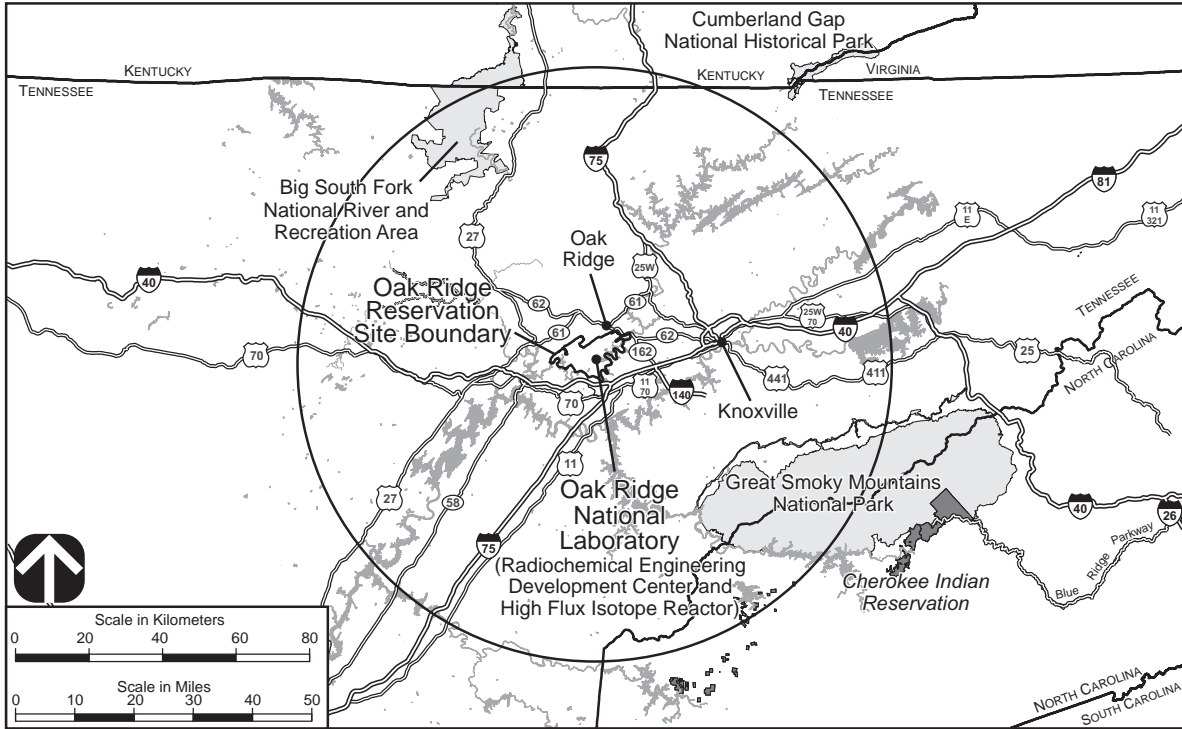 Cumberland Gap
National Historical Park
KENTUCKY
KENTUCKY
VIRGINIA
TENNESSEE
TENNESSEE
75
81
Big South Fork
National River and
Recreation Area
27
11
E
11
321
Oak
Ridge
25W
40
Oak Ridge
Reservation
Site Boundary
62
61
61
62
25W
70
40
TENNESSEE
NORTH CAROLINA
70
162
25
441
411
11
70
140
70
Knoxville
11
27
58
75
Oak Ridge
National
Laboratory
(Radiochemical Engineering
Development Center and
High Flux Isotope Reactor)
Great Smoky Mountains
National Park
40
26
Cherokee Indian
Reservation
Blue
Ridge
Parkway
Scale in Kilometers
0 20 40 60 80
Scale in Miles
0 10 20 30 40 50
NORTH CAROLINA
SOUTH CAROLINA